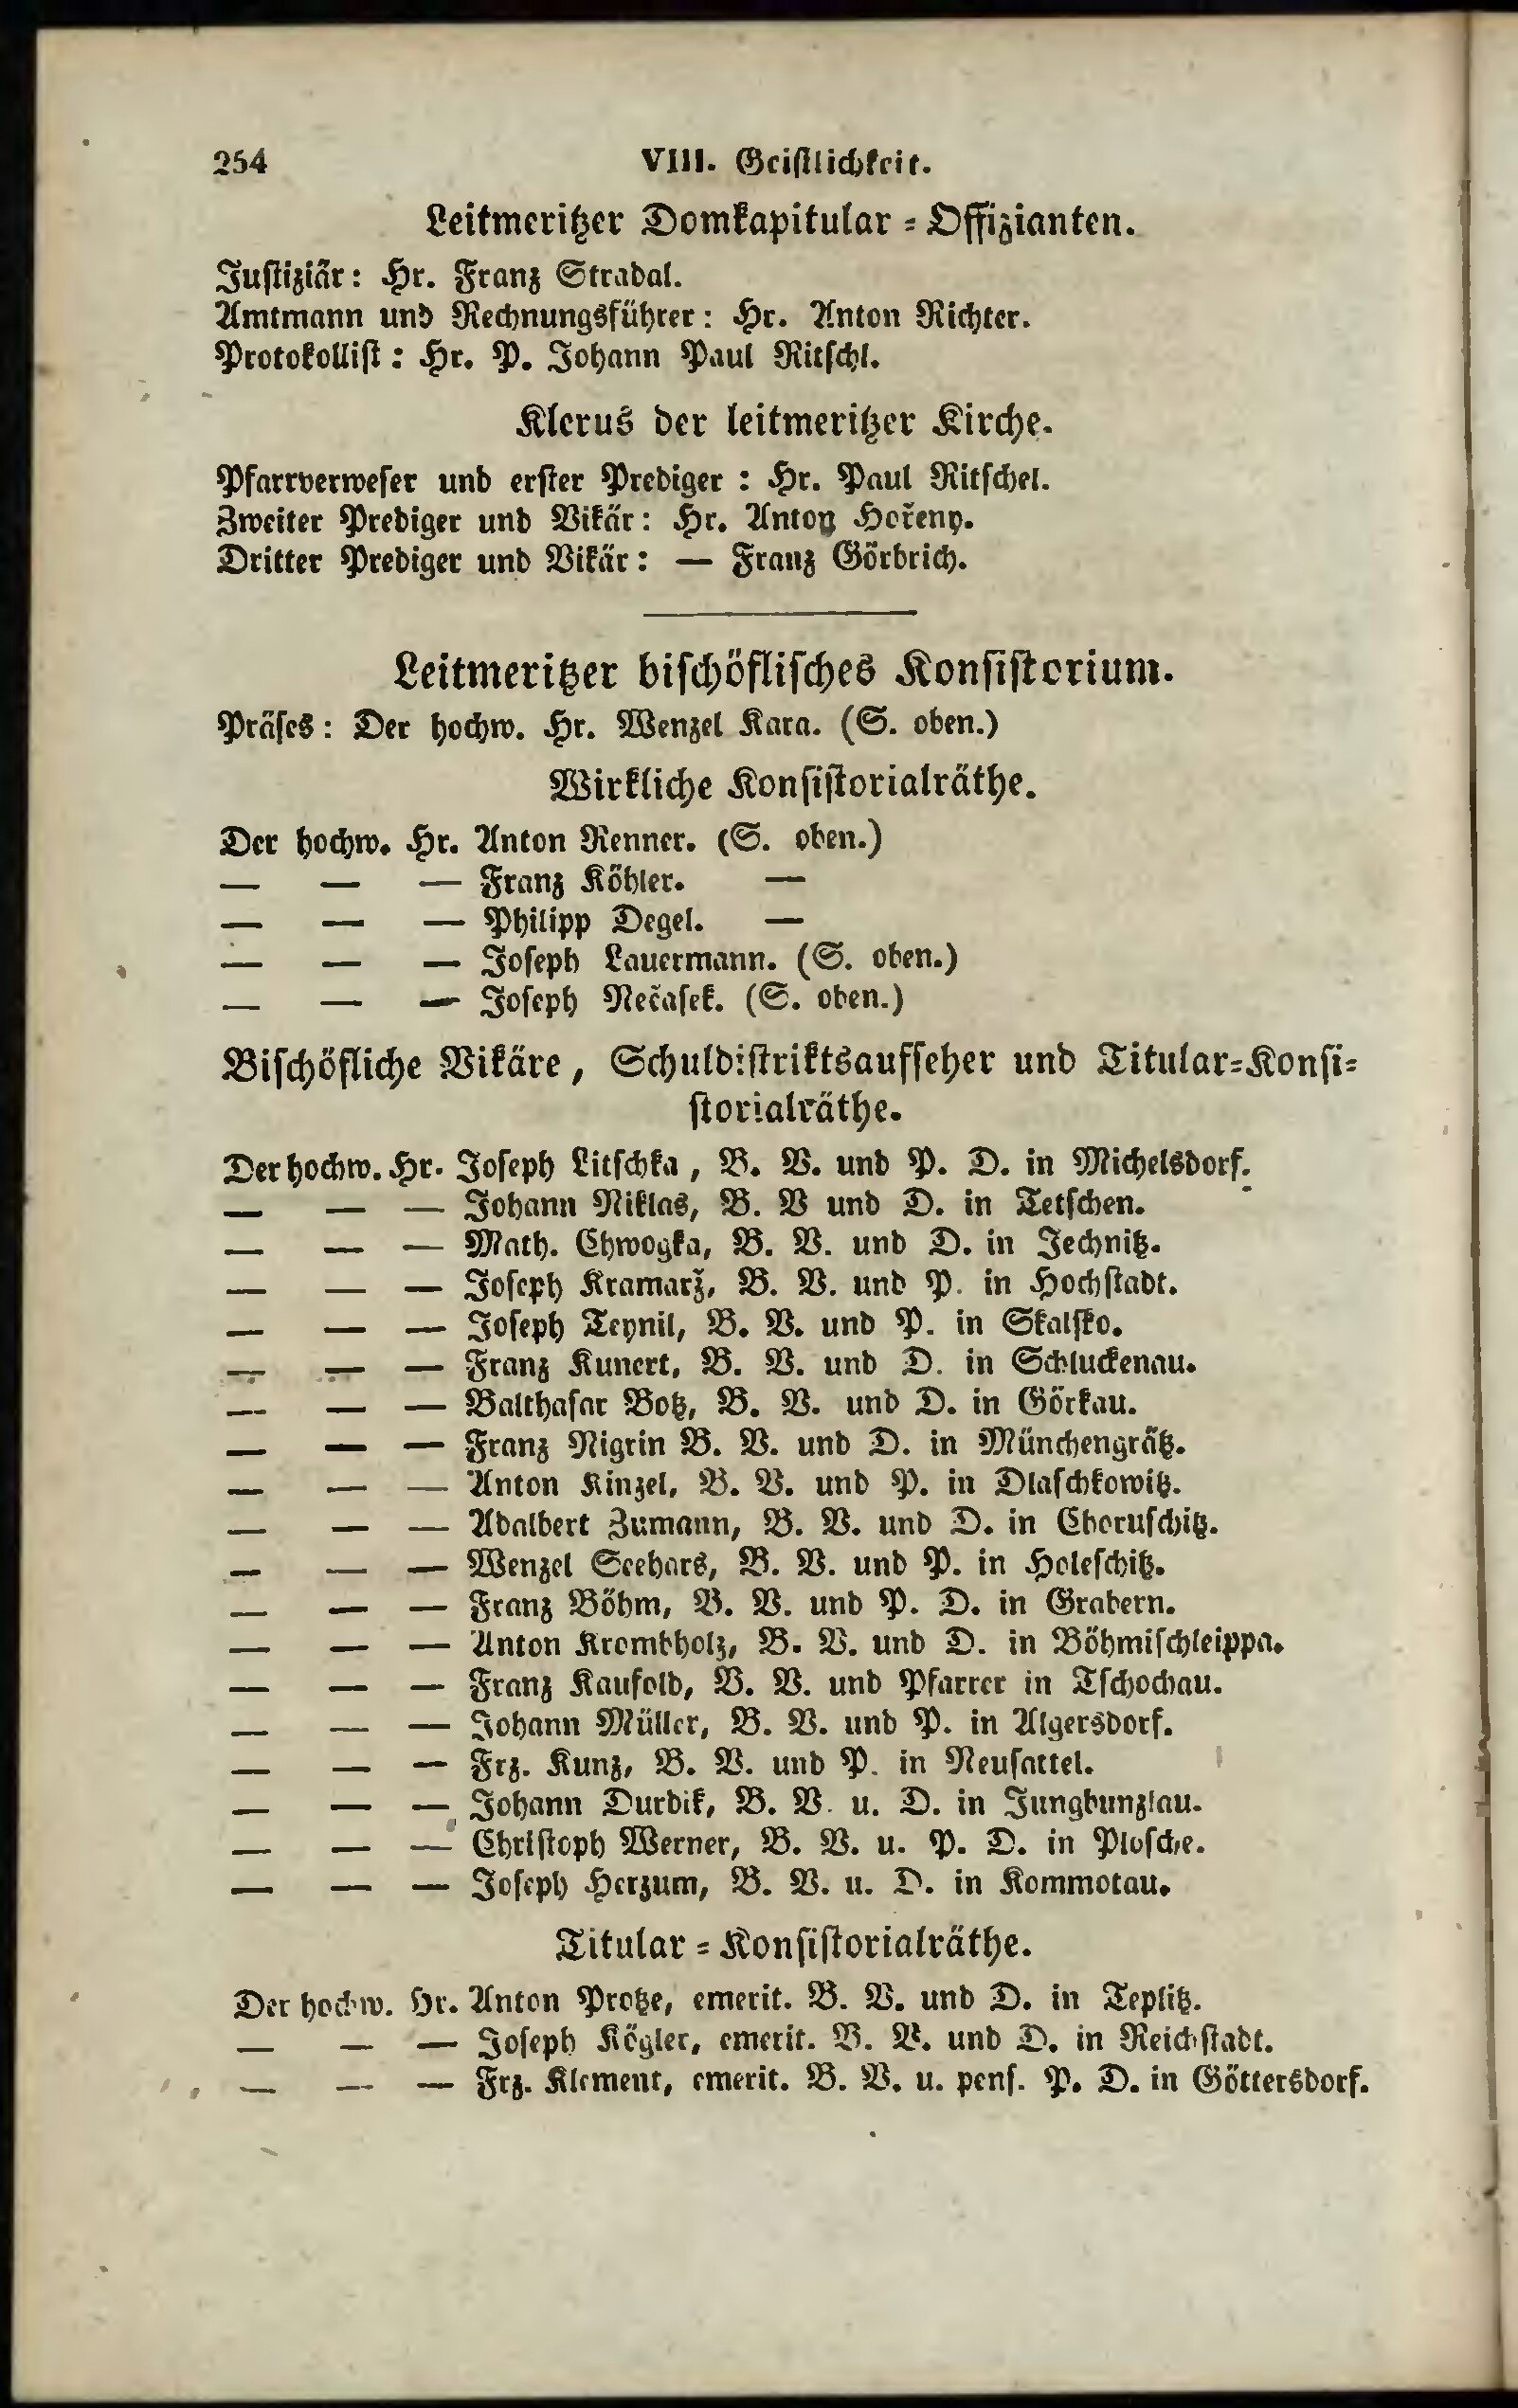 254 VIII. Geistlichkeit.
Leitmeritzer Domkapitular = Offizianten.
Justiziär: Hr. Franz Strabal.
Amtmann und Rechnungsführer: Hr. Anton Richter.
Protokollist: Hr. P. Johann Paul Ritschl.
Klerus der leitmeritzer Kirche.
Pfarrverweser und erster Prediger: Hr. Paul Ritschel.
Zweiter Prediger und Vikär: Hr. Anton Hořeny.
Dritter Prediger und Vikär: — Franz Görbrich.
Leitmeritzer bischöflisches Konsistorium.
Präses: Der hochw. Hr. Wenzel Kara. (S. oben.)
Wirkliche Konsistorialräthe.
Der hochw. Hr. Anton Renner. (S. oben.)
— — — Franz Köhler. —
— — — Philipp Degel. —
— — — Joseph Lauermann. (S. oben.)
— — — Joseph Nečasek. (S. oben.)
Bischöfliche Vikäre, Schuldistriktsaufseher und Titular=Konsi=
storialräthe.
Der hochw. Hr. Joseph Litschka, B. V. und P. D. in Michelsdorf.
— — — Johann Niklas, B. V und D. in Tetschen.
— — — Math. Chwoyka, B. V. und D. in Jechnitz.
— — — Joseph Kramarž, B. V. und P. in Hochstadt.
— — — Joseph Tepnil, B. V. und P. in Skalsko.
— — — Franz Kunert, B. V. und D. in Schluckenau.
— — — Balthasar Botz, B. V. und D. in Görkau.
— — — Franz Nigrin B. V. und D. in Münchengrätz.
— — — Anton Kinzel, B. V. und P. in Dlaschkowitz.
— — — Adalbert Zumann, B. V. und D. in Choruschitz.
— — — Wenzel Seehars, B. V. und P. in Holeschitz.
— — — Franz Böhm, B. V. und P. D. in Grabern.
— — — Anton Krombholz, B. V. und D. in Böhmischleippa.
— — — Franz Kaufold, B. V. und Pfarrer in Tschochau.
— — — Johann Müller, B. V. und P. in Algersdorf.
— — — Frz. Kunz, B. V. und P. in Neusattel.
— — — Johann Durdik, B. V. u. D. in Jungbunzlau.
— — — Christoph Werner, B. V. u. P. D. in Plosche.
— — — Joseph Herzum, B. V. u. D. in Kommotau.
Titular = Konsistorialräthe.
Der hochw. Hr. Anton Protze, emerit. B. V. und D. in Teplitz.
— — — Joseph Kögler, emerit. B. V. und D. in Reichstadt.
— — — Frz. Klement, emerit. B. V. u. pens. P. D. in Göttersdorf.